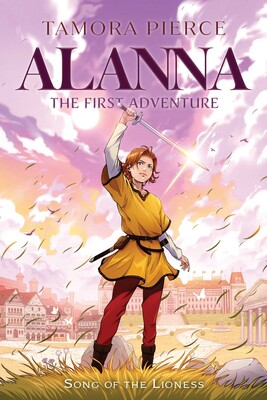 TAMORA PIERCE
ALANNA
THE FIRST ADVENTURE
SONG OF THE LIONESS